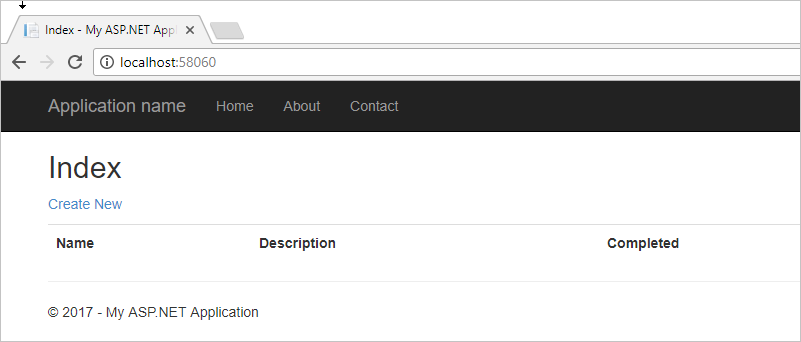 Index - My ASP.NET Appl
localhost:58060
Application name Home About Contact
Index
Create New
Name Description Completed
© 2017 - My ASP.NET Application